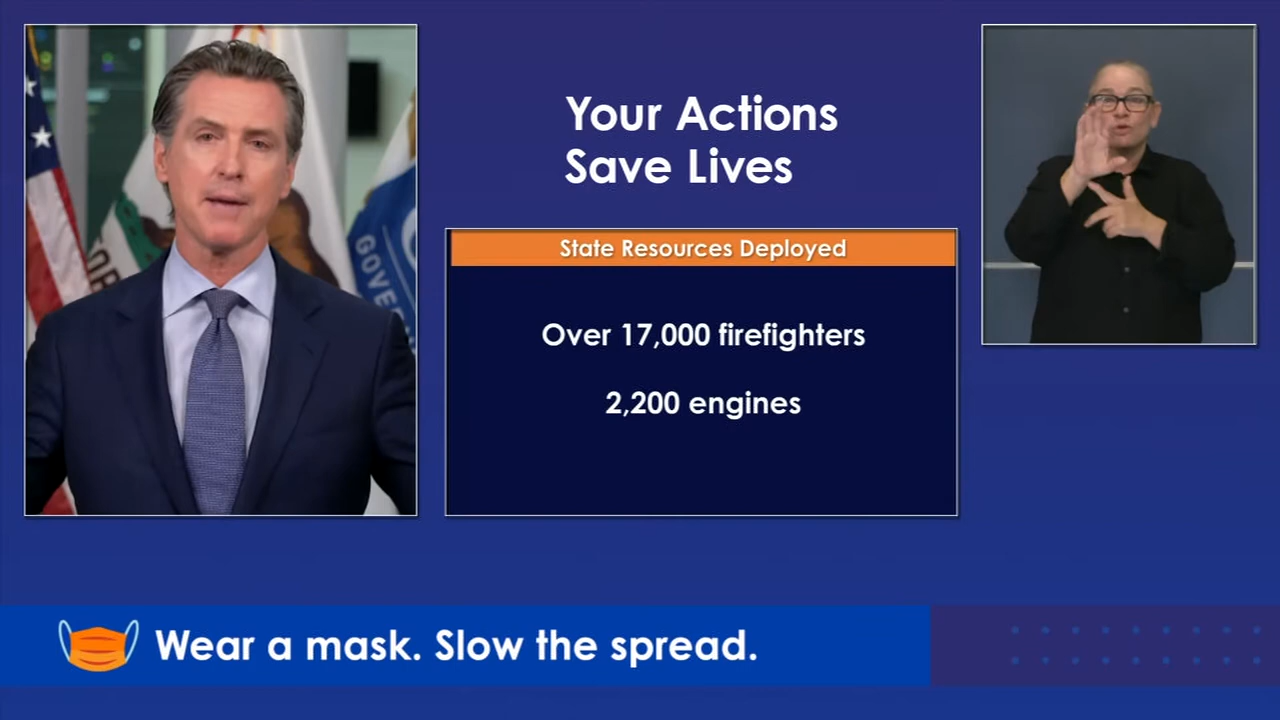 Your Actions
Save Lives
State Resources Deployed
Over 17,000 firefighters
2,200 engines
Wear a mask. Slow the spread.
GOVER